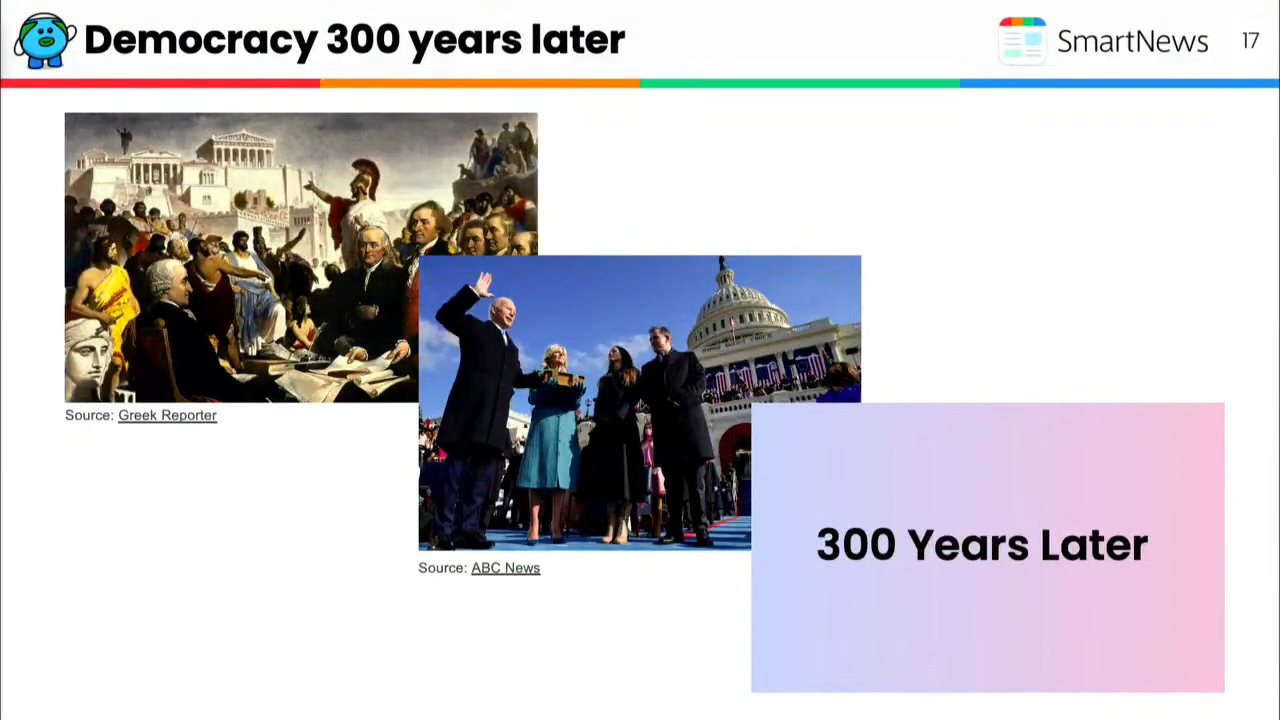 Democracy 300 years later
SmartNews
17
Source: Greek Reporter
Source: ABC News
300 Years Later